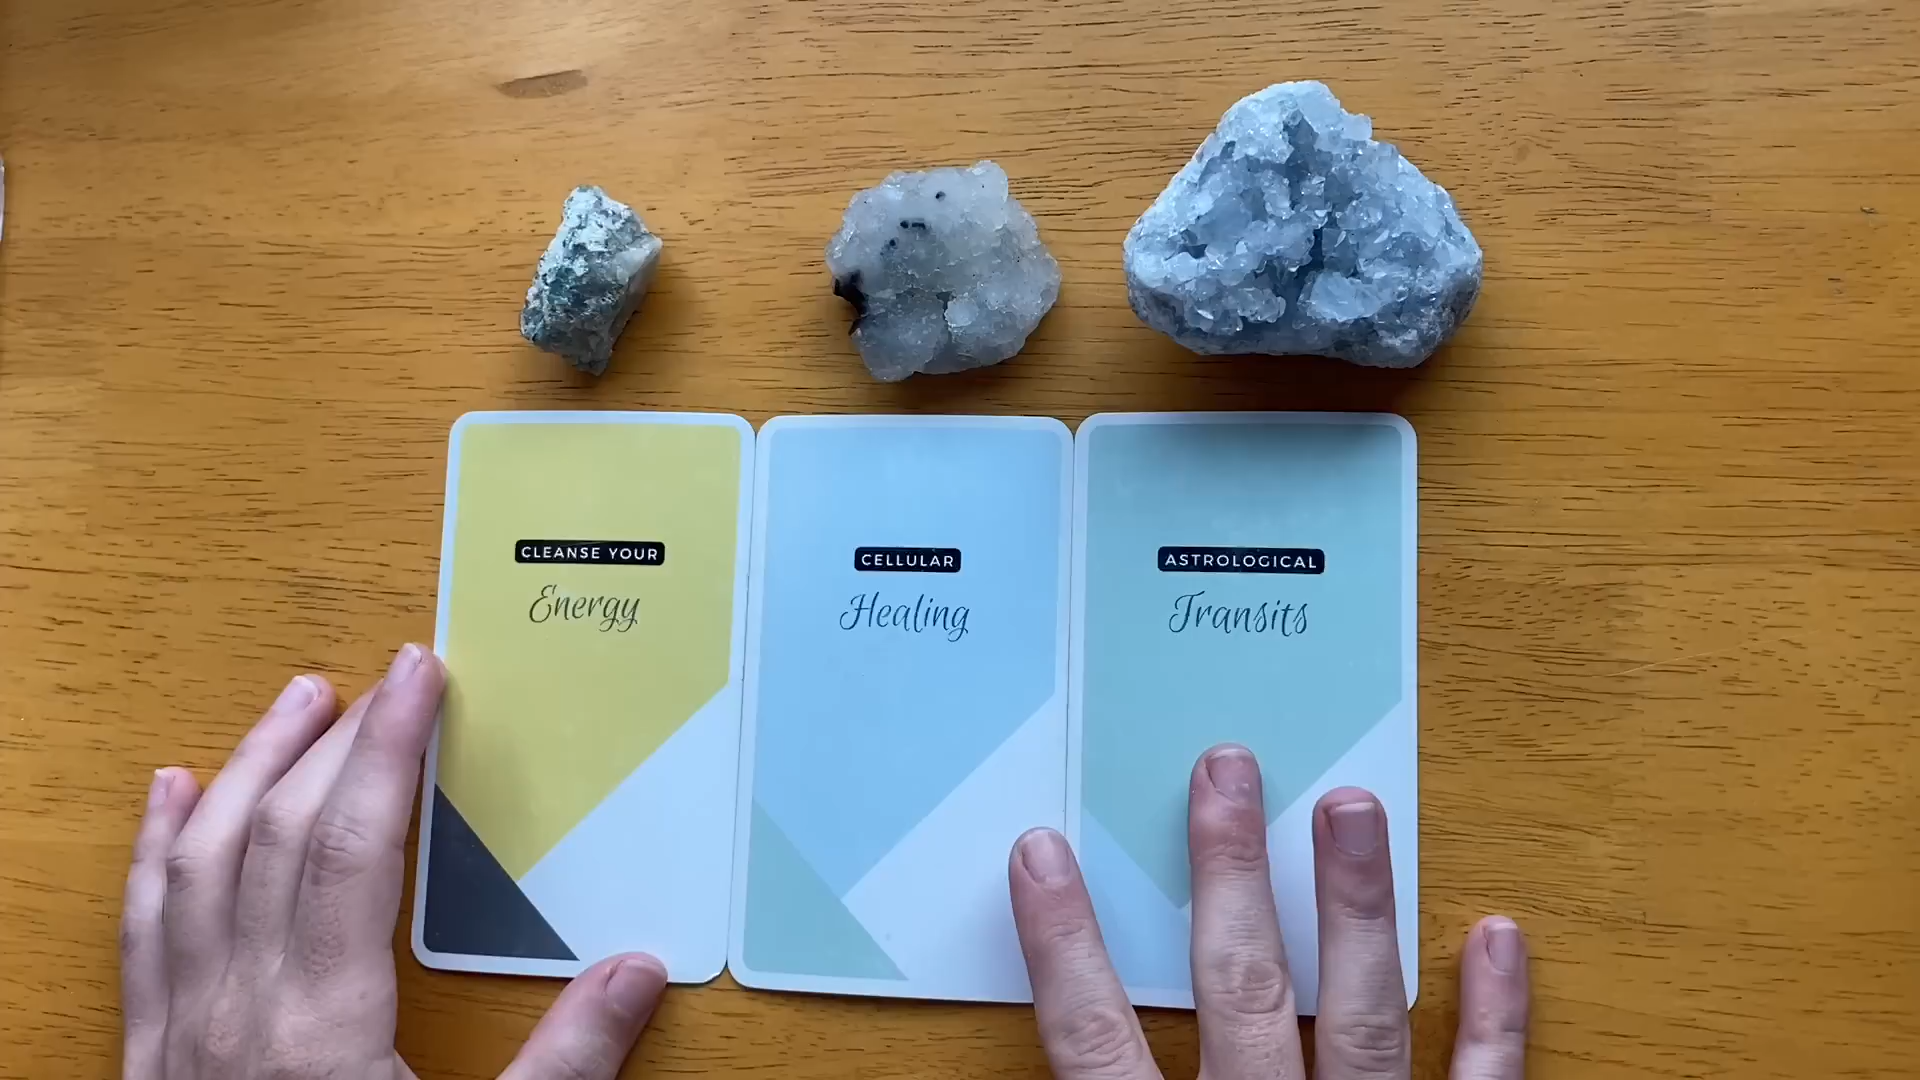 CLEANSE YOUR
Energy
CELLULAR
Healing
ASTROLOGICAL
Transits